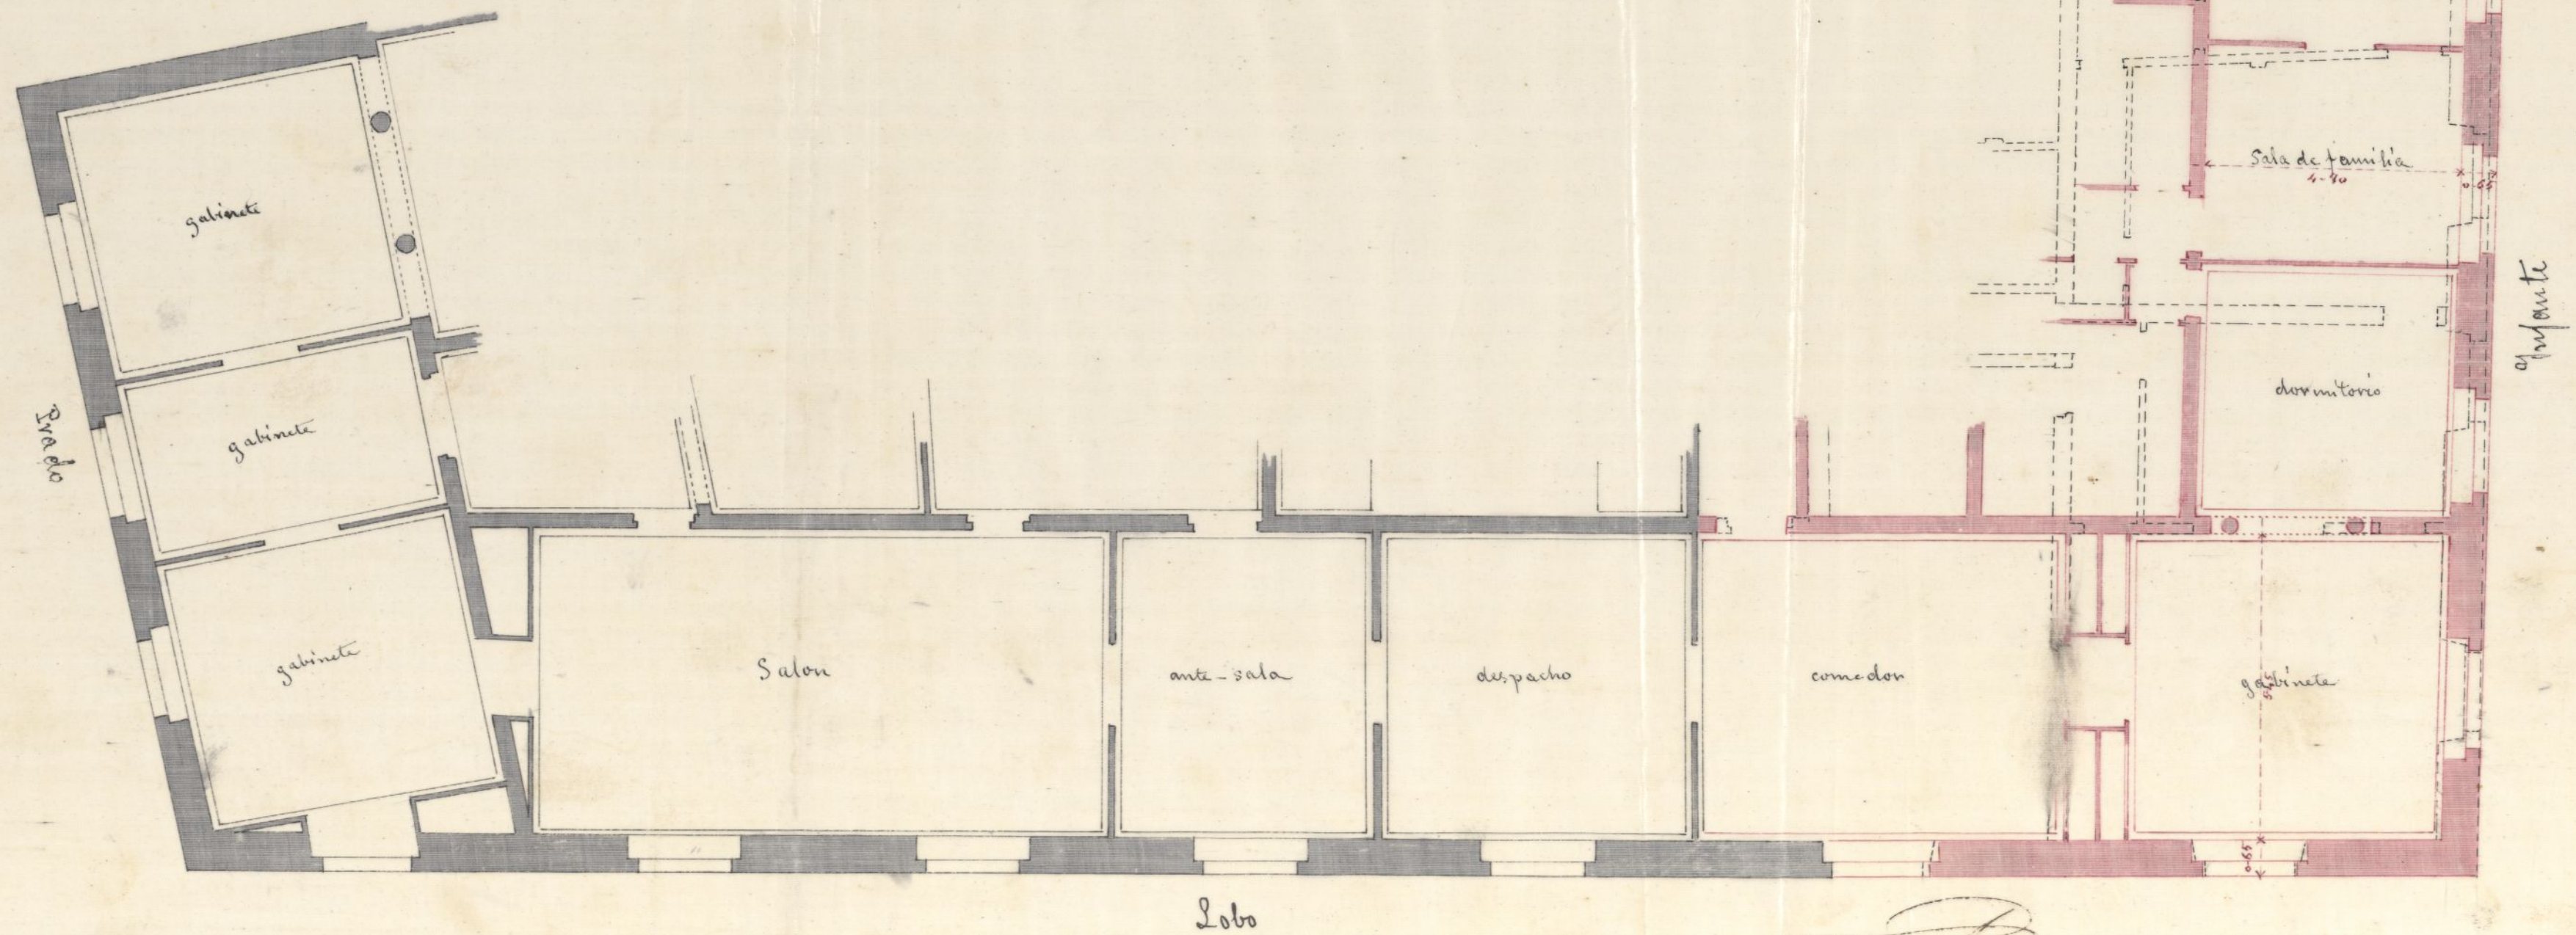 Sala de familia
4-40
0-65
gabinete
Infante
dormitorio
Prado
gabinete
gabinete
Salon
ante-sala
despacho
comedor
gabinete
0-65
Lobo